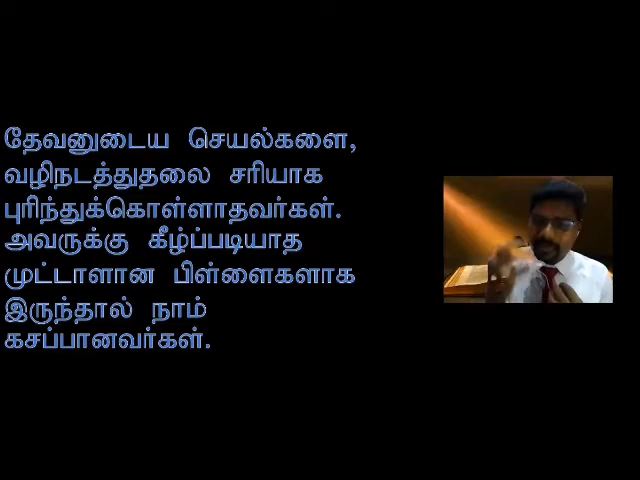 தேவனுடைய செயல்களை,
வழிநடத்துதலை சரியாக
புரிந்துக்கொள்ளாதவர்கள்.
அவருக்கு கீழ்ப்படியாத
முட்டாளான பிள்ளைகளாக
இருந்தால் நாம்
கசப்பானவர்கள்.